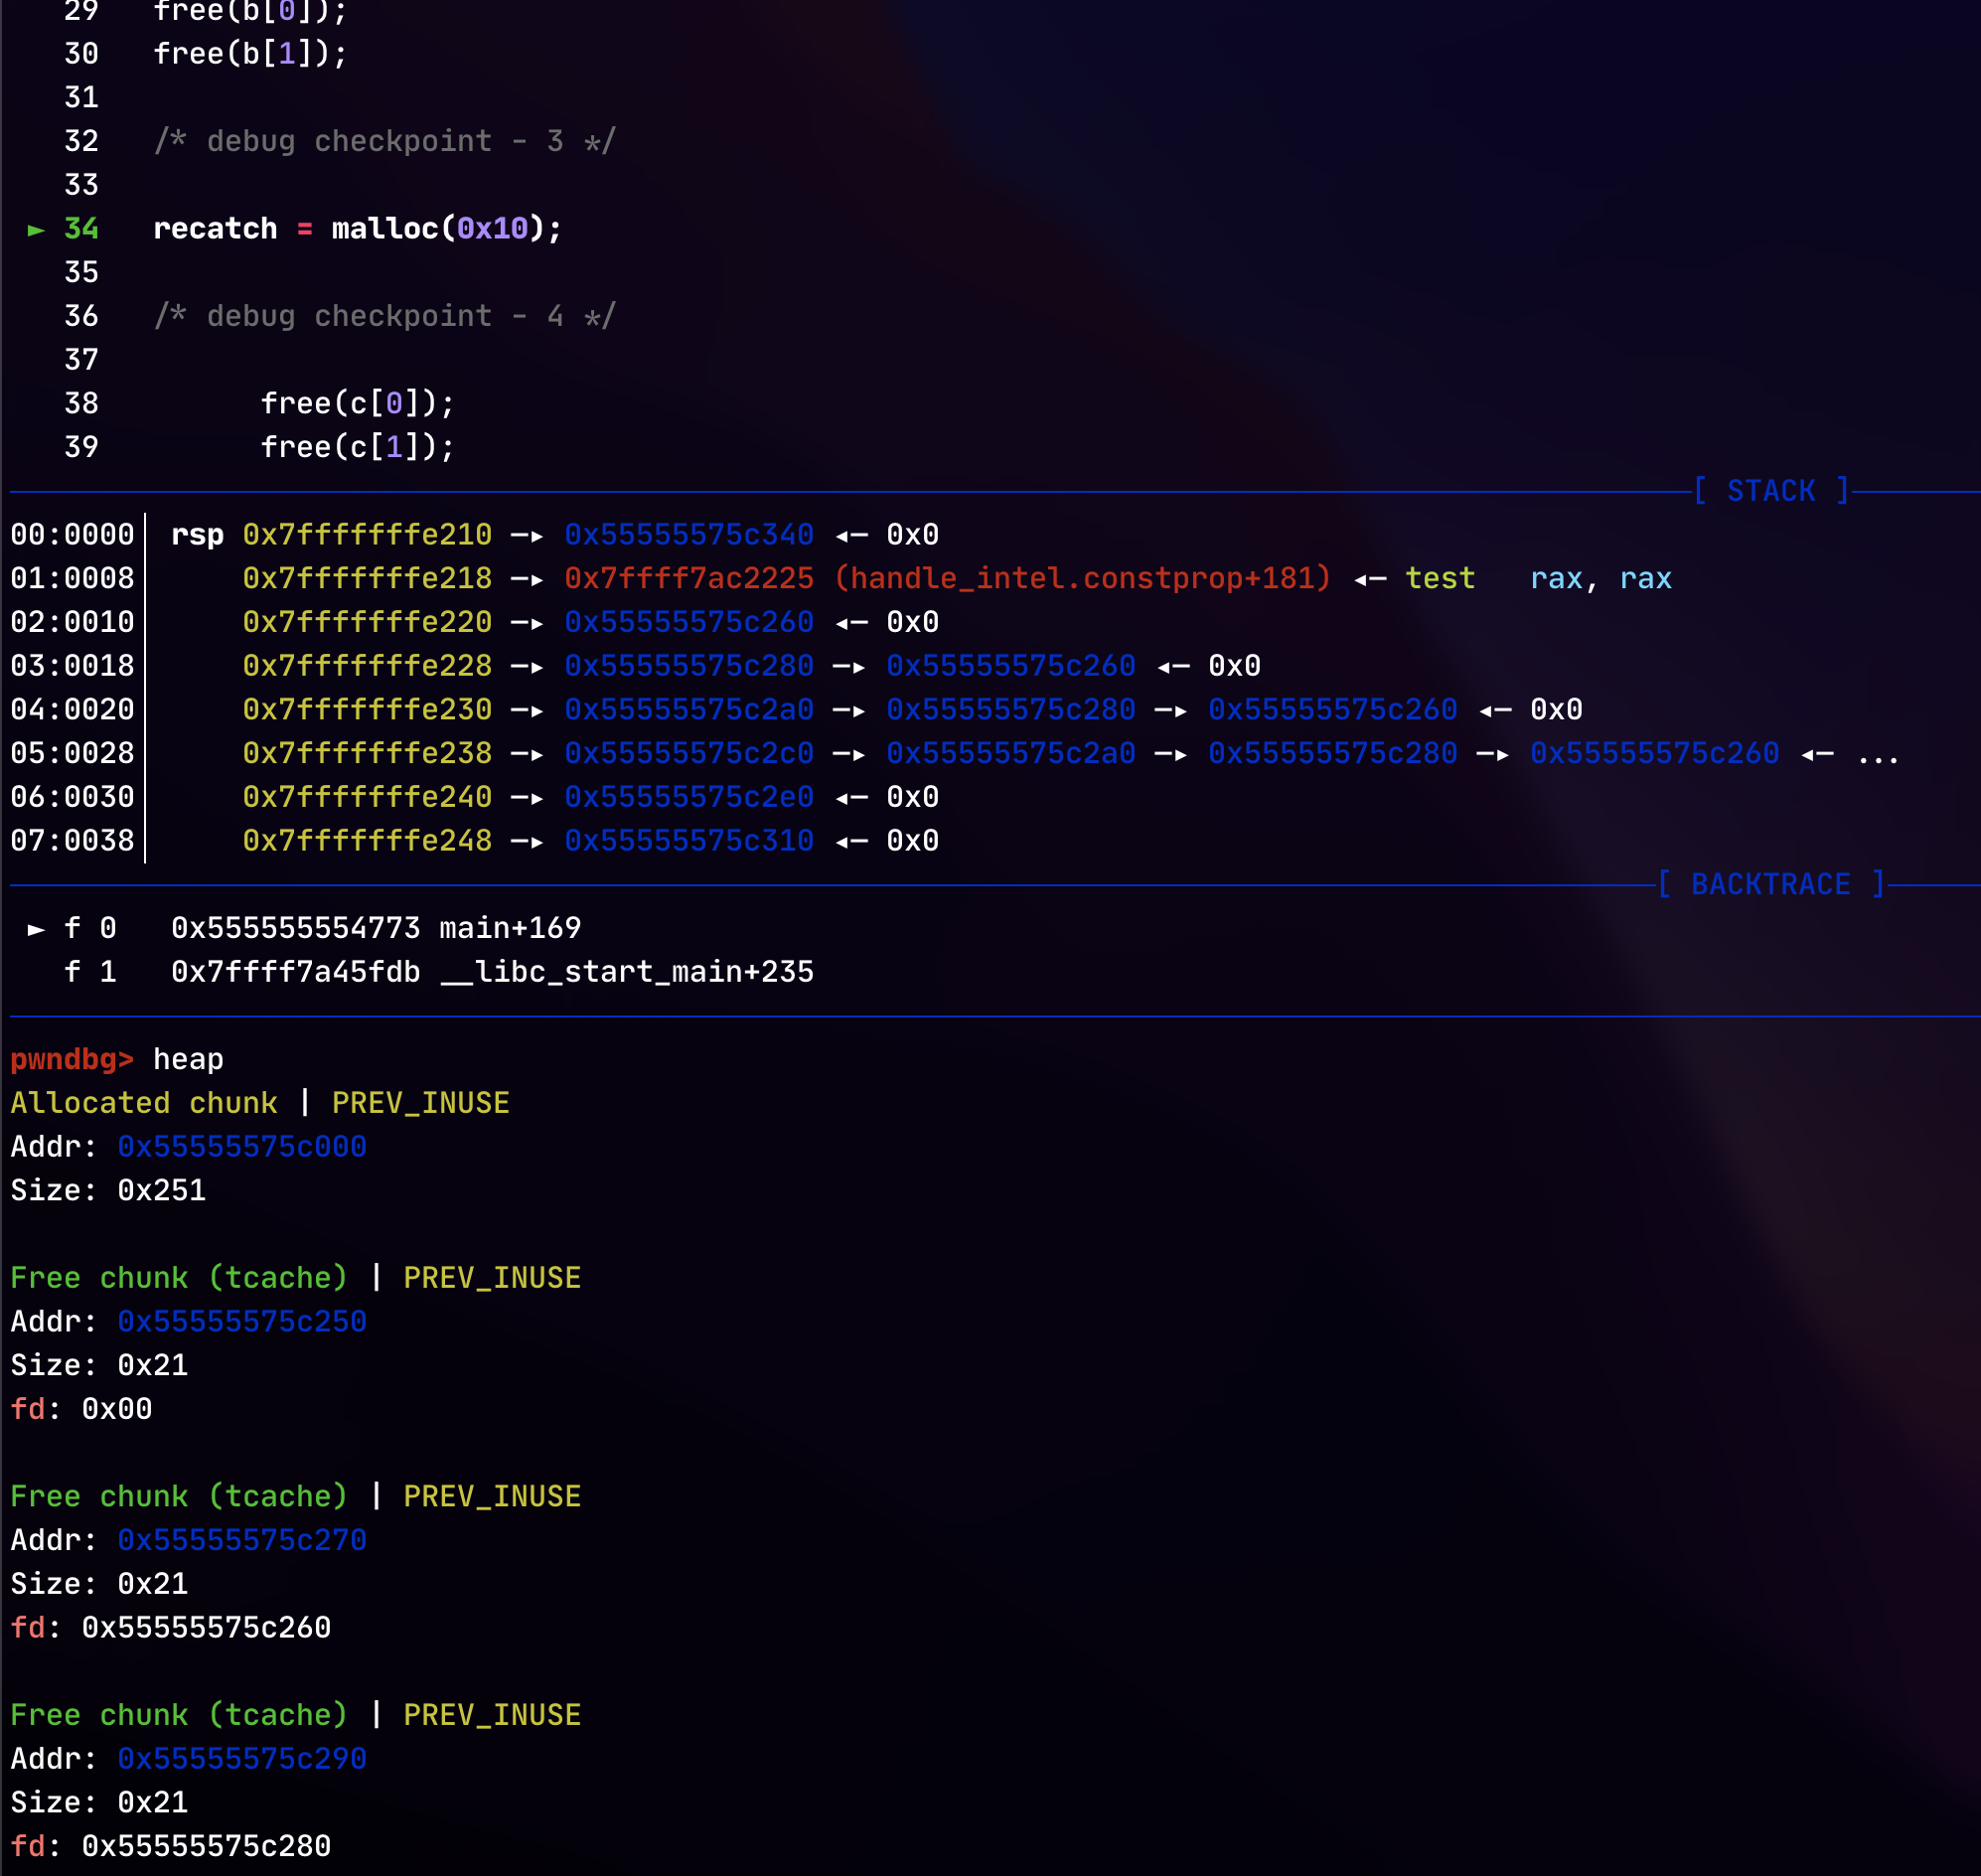 29   free(b[0]);
30   free(b[1]);
31
32   /* debug checkpoint - 3 */
33
► 34   recatch = malloc(0x10);
35
36   /* debug checkpoint - 4 */
37
38         free(c[0]);
39         free(c[1]);
[ STACK ]
00:0000│ rsp 0x7fffffffe210 —▸ 0x55555575c340 ◂— 0x0
01:0008│     0x7fffffffe218 —▸ 0x7ffff7ac2225 (handle_intel.constprop+181) ◂— test   rax, rax
02:0010│     0x7fffffffe220 —▸ 0x55555575c260 ◂— 0x0
03:0018│     0x7fffffffe228 —▸ 0x55555575c280 —▸ 0x55555575c260 ◂— 0x0
04:0020│     0x7fffffffe230 —▸ 0x55555575c2a0 —▸ 0x55555575c280 —▸ 0x55555575c260 ◂— 0x0
05:0028│     0x7fffffffe238 —▸ 0x55555575c2c0 —▸ 0x55555575c2a0 —▸ 0x55555575c280 —▸ 0x55555575c260 ◂— ...
06:0030│     0x7fffffffe240 —▸ 0x55555575c2e0 ◂— 0x0
07:0038│     0x7fffffffe248 —▸ 0x55555575c310 ◂— 0x0
[ BACKTRACE ]
► f 0   0x555555554773 main+169
f 1   0x7ffff7a45fdb __libc_start_main+235
pwndbg> heap
Allocated chunk | PREV_INUSE
Addr: 0x55555575c000
Size: 0x251
Free chunk (tcache) | PREV_INUSE
Addr: 0x55555575c250
Size: 0x21
fd: 0x00
Free chunk (tcache) | PREV_INUSE
Addr: 0x55555575c270
Size: 0x21
fd: 0x55555575c260
Free chunk (tcache) | PREV_INUSE
Addr: 0x55555575c290
Size: 0x21
fd: 0x55555575c280